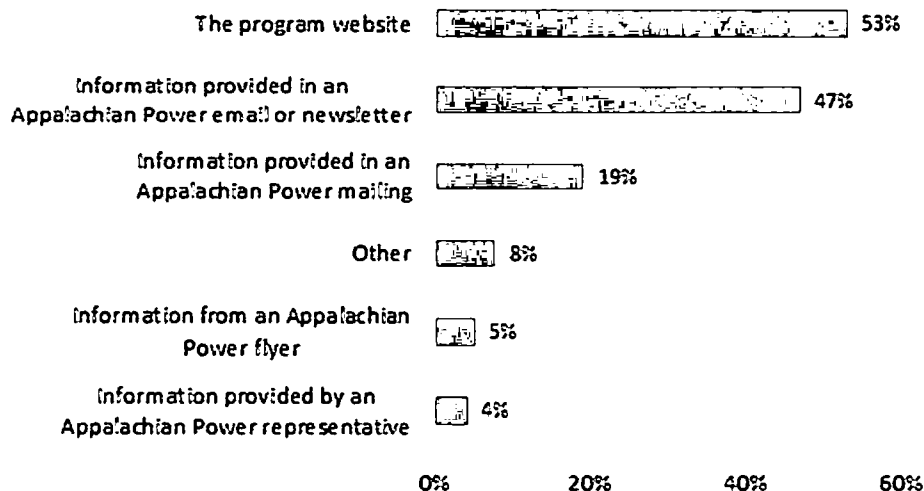 The program website
53%
Information provided in an
Appalachian Power email or newsletter
47%
Information provided in an
Appalachian Power mailing
19%
Other
8%
Information from an Appalachian
Power flyer
5%
Information provided by an
Appalachian Power representative
4%
0% 20% 40% 60%